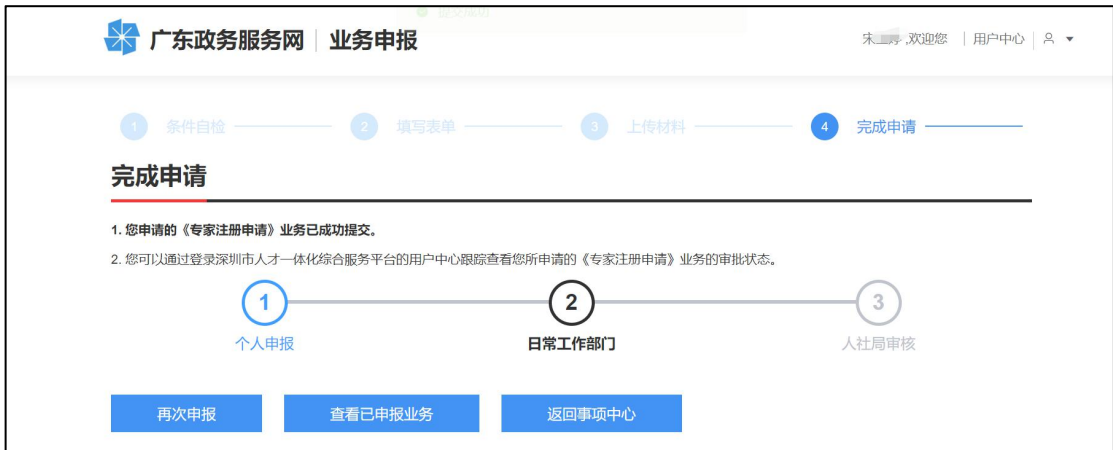 提交成功
广东政务服务网 | 业务申报
宋 ,欢迎您 | 用户中心
1 条件自检 2 填写表单 3 上传材料 4 完成申请
完成申请
1. 您申请的《专家注册申请》业务已成功提交。
2. 您可以通过登录深圳市人才一体化综合服务平台的用户中心跟踪查看您所申请的《专家注册申请》业务的审批状态。
1 2 3
个人申报 日常工作部门 人社局审核
再次申报 查看已申报业务 返回事项中心